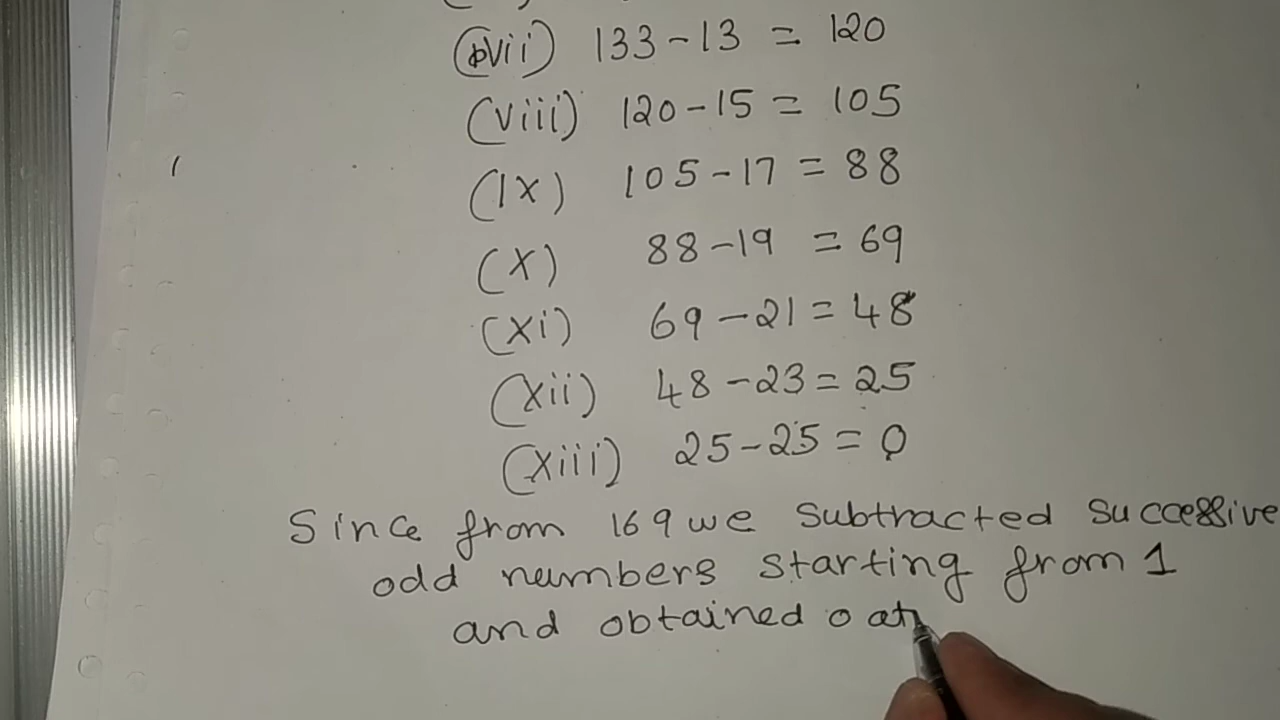 (vii) 133-13 = 120
(viii) 120-15 = 105
(IX) 105-17 = 88
(X) 88-19 = 69
(Xi) 69-21 = 48
(Xii) 48-23 = 25
(Xiii) 25-25 = 0
Since from 169 we subtracted successive
odd numbers starting from 1
and obtained 0 at